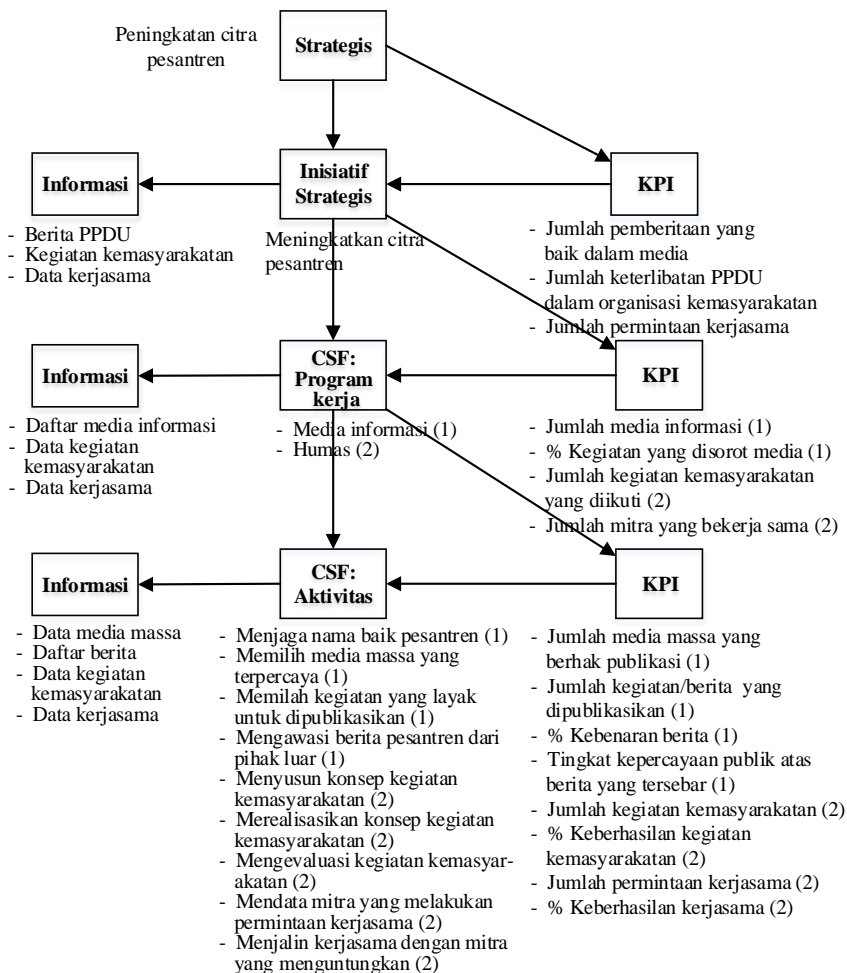 Peningkatan citra
pesantren
Strategis
Informasi
Inisiatif
Strategis
KPI
- Berita PPDU
- Kegiatan kemasyarakatan
- Data kerjasama
Meningkatkan citra
pesantren
- Jumlah pemberitaan yang
baik dalam media
- Jumlah keterlibatan PPDU
dalam organisasi kemasyarakatan
- Jumlah permintaan kerjasama
Informasi
CSF:
Program
kerja
KPI
- Daftar media informasi
- Data kegiatan
kemasyarakatan
- Data kerjasama
- Media informasi (1)
- Humas (2)
- Jumlah media informasi (1)
- % Kegiatan yang disorot media (1)
- Jumlah kegiatan kemasyarakatan
yang diikuti (2)
- Jumlah mitra yang bekerja sama (2)
Informasi
CSF:
Aktivitas
KPI
- Data media massa
- Daftar berita
- Data kegiatan
kemasyarakatan
- Data kerjasama
- Menjaga nama baik pesantren (1)
- Memilih media massa yang
terpercaya (1)
- Memilah kegiatan yang layak
untuk dipublikasikan (1)
- Mengawasi berita pesantren dari
pihak luar (1)
- Menyusun konsep kegiatan
kemasyarakatan (2)
- Merealisasikan konsep kegiatan
kemasyarakatan (2)
- Mengevaluasi kegiatan kemasyar-
akatan (2)
- Mendata mitra yang melakukan
permintaan kerjasama (2)
- Menjalin kerjasama dengan mitra
yang menguntungkan (2)
- Jumlah media massa yang
berhak publikasi (1)
- Jumlah kegiatan/berita yang
dipublikasikan (1)
- % Kebenaran berita (1)
- Tingkat kepercayaan publik atas
berita yang tersebar (1)
- Jumlah kegiatan kemasyarakatan (2)
- % Keberhasilan kegiatan
kemasyarakatan (2)
- Jumlah permintaan kerjasama (2)
- % Keberhasilan kerjasama (2)